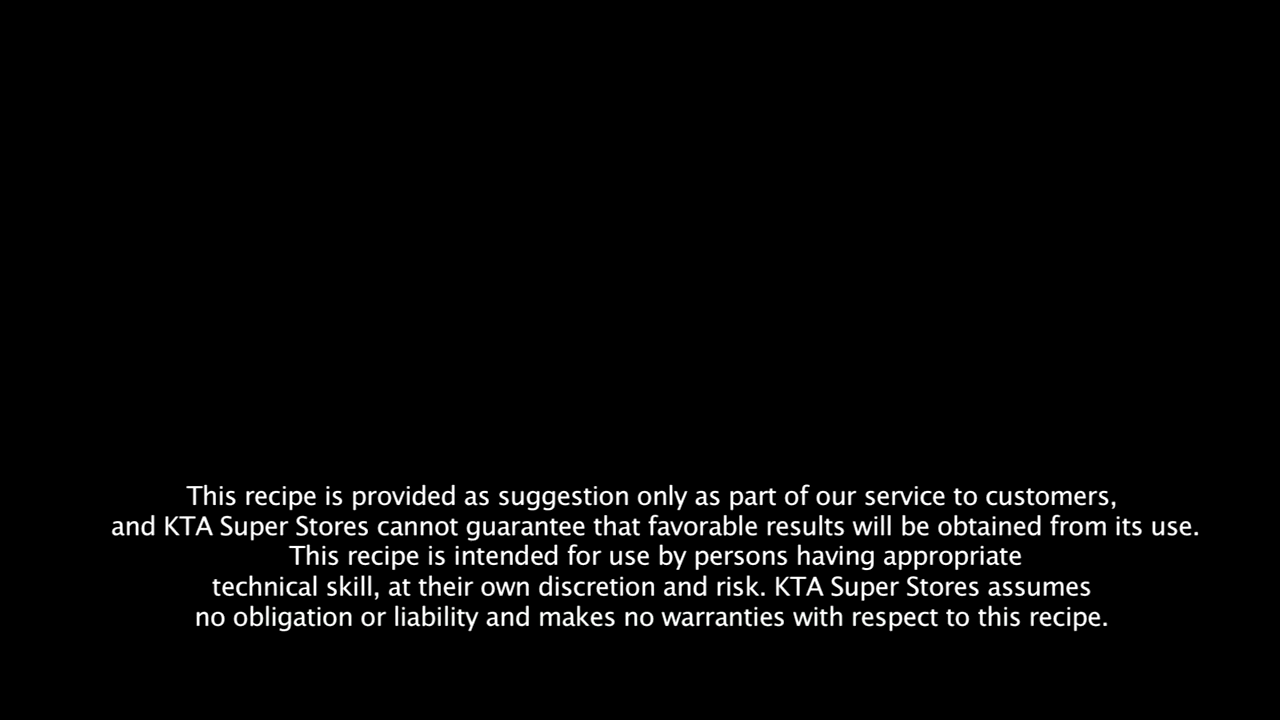 This recipe is provided as suggestion only as part of our service to customers,
and KTA Super Stores cannot guarantee that favorable results will be obtained from its use.
This recipe is intended for use by persons having appropriate
technical skill, at their own discretion and risk. KTA Super Stores assumes
no obligation or liability and makes no warranties with respect to this recipe.